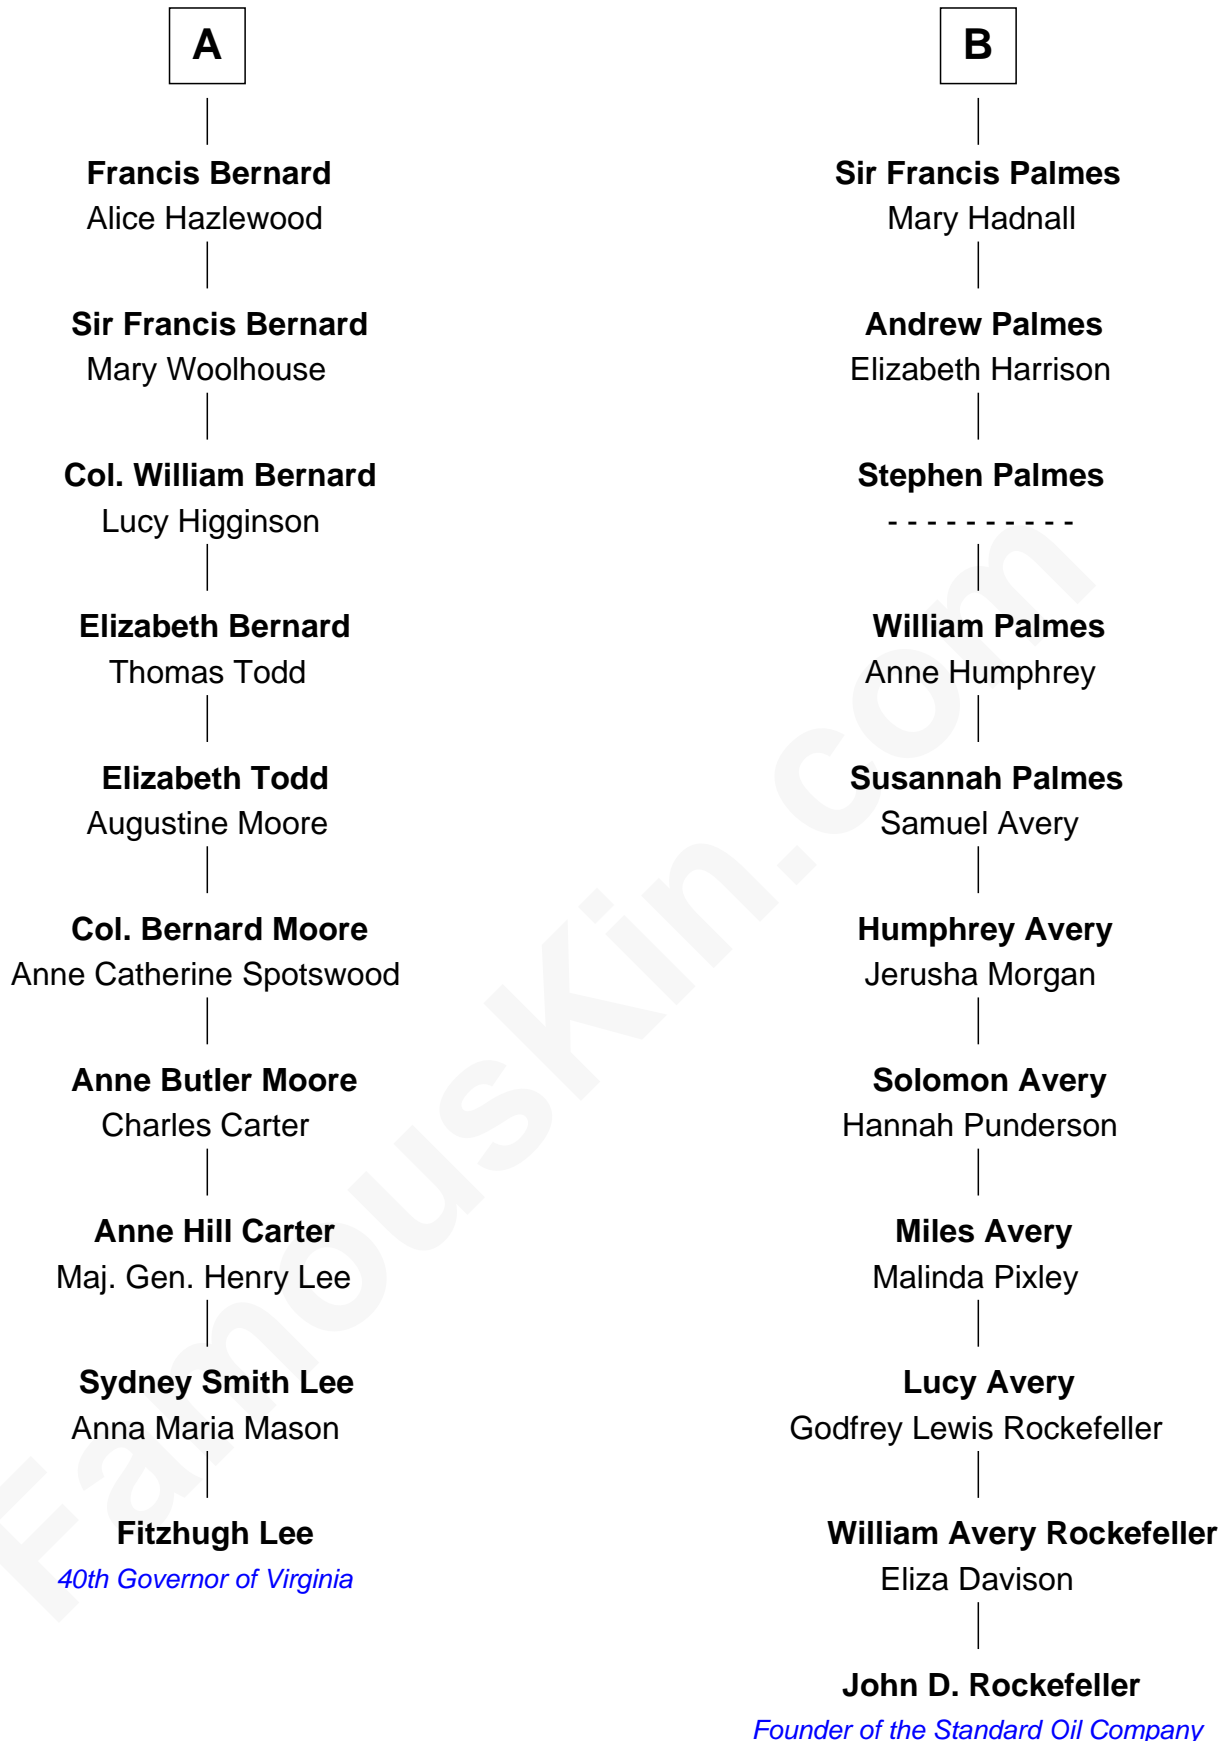 A
Francis Bernard
Alice Hazlewood
Sir Francis Bernard
Mary Woolhouse
Col. William Bernard
Lucy Higginson
Elizabeth Bernard
Thomas Todd
Elizabeth Todd
Augustine Moore
Col. Bernard Moore
Anne Catherine Spotswood
Anne Butler Moore
Charles Carter
Anne Hill Carter
Maj. Gen. Henry Lee
Sydney Smith Lee
Anna Maria Mason
Fitzhugh Lee
40th Governor of Virginia
B
Sir Francis Palmes
Mary Hadnall
Andrew Palmes
Elizabeth Harrison
Stephen Palmes
- - - - - - - - - -
William Palmes
Anne Humphrey
Susannah Palmes
Samuel Avery
Humphrey Avery
Jerusha Morgan
Solomon Avery
Hannah Punderson
Miles Avery
Malinda Pixley
Lucy Avery
Godfrey Lewis Rockefeller
William Avery Rockefeller
Eliza Davison
John D. Rockefeller
Founder of the Standard Oil Company
FamousKin.com